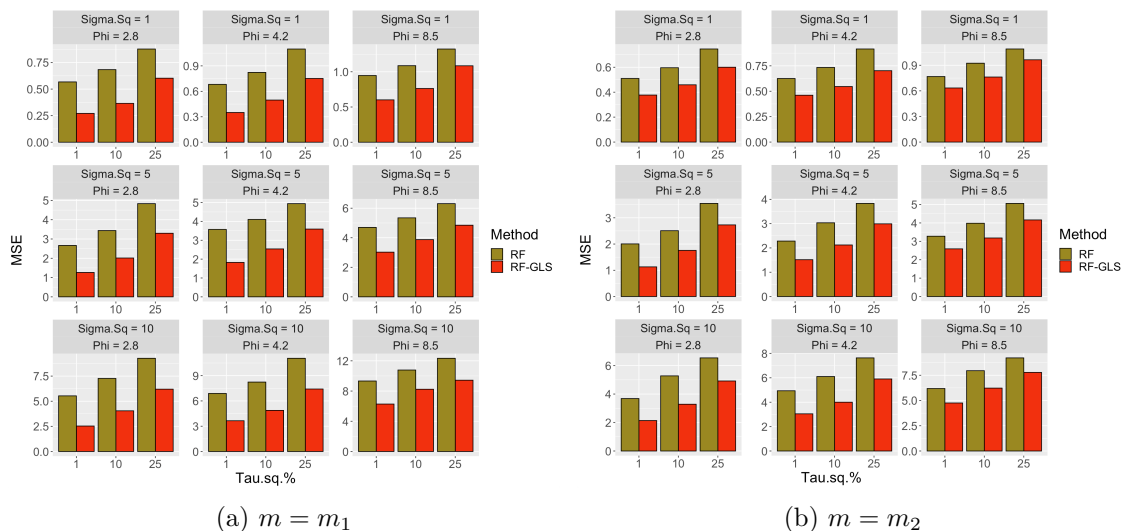 Sigma.Sq = 1 Sigma.Sq = 1 Sigma.Sq = 1
Phi = 2.8 Phi = 4.2 Phi = 8.5
0.75
0.50
0.25
0.00
0.9
0.6
0.3
0.0
1.0
0.5
0.0
1 10 25 1 10 25 1 10 25
Sigma.Sq = 5 Sigma.Sq = 5 Sigma.Sq = 5
Phi = 2.8 Phi = 4.2 Phi = 8.5
5
4
3
2
1
0
5
4
3
2
1
0
6
4
2
0
1 10 25 1 10 25 1 10 25
Sigma.Sq = 10 Sigma.Sq = 10 Sigma.Sq = 10
Phi = 2.8 Phi = 4.2 Phi = 8.5
7.5
5.0
2.5
0.0
9
6
3
0
12
9
6
3
0
1 10 25 1 10 25 1 10 25
MSE
Tau.sq.%
Method
RF
RF-GLS
(a) m = m₁
Sigma.Sq = 1 Sigma.Sq = 1 Sigma.Sq = 1
Phi = 2.8 Phi = 4.2 Phi = 8.5
0.6
0.4
0.2
0.0
0.75
0.50
0.25
0.00
0.9
0.6
0.3
0.0
1 10 25 1 10 25 1 10 25
Sigma.Sq = 5 Sigma.Sq = 5 Sigma.Sq = 5
Phi = 2.8 Phi = 4.2 Phi = 8.5
3
2
1
0
4
3
2
1
0
5
4
3
2
1
0
1 10 25 1 10 25 1 10 25
Sigma.Sq = 10 Sigma.Sq = 10 Sigma.Sq = 10
Phi = 2.8 Phi = 4.2 Phi = 8.5
6
4
2
0
8
6
4
2
0
7.5
5.0
2.5
0.0
1 10 25 1 10 25 1 10 25
MSE
Tau.sq.%
Method
RF
RF-GLS
(b) m = m₂